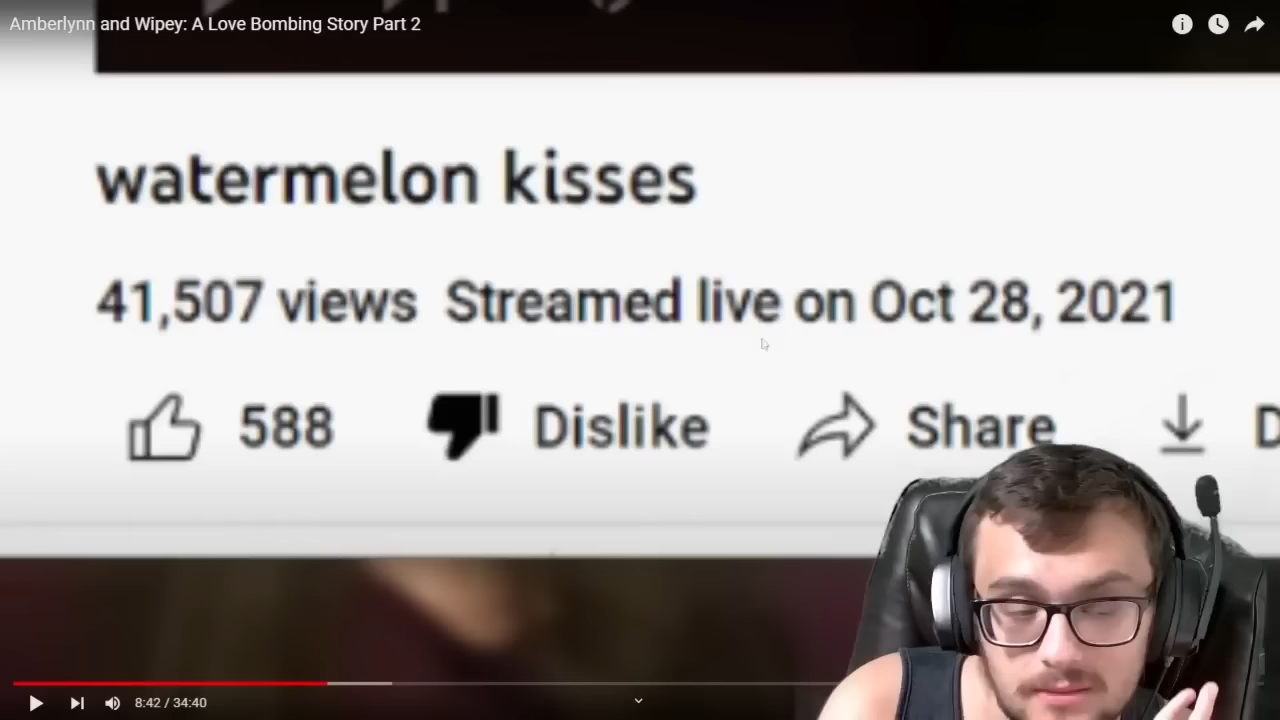 Amberlynn and Wipey: A Love Bombing Story Part 2
watermelon kisses
41,507 views Streamed live on Oct 28, 2021
588 Dislike Share D
8:42 / 34:40